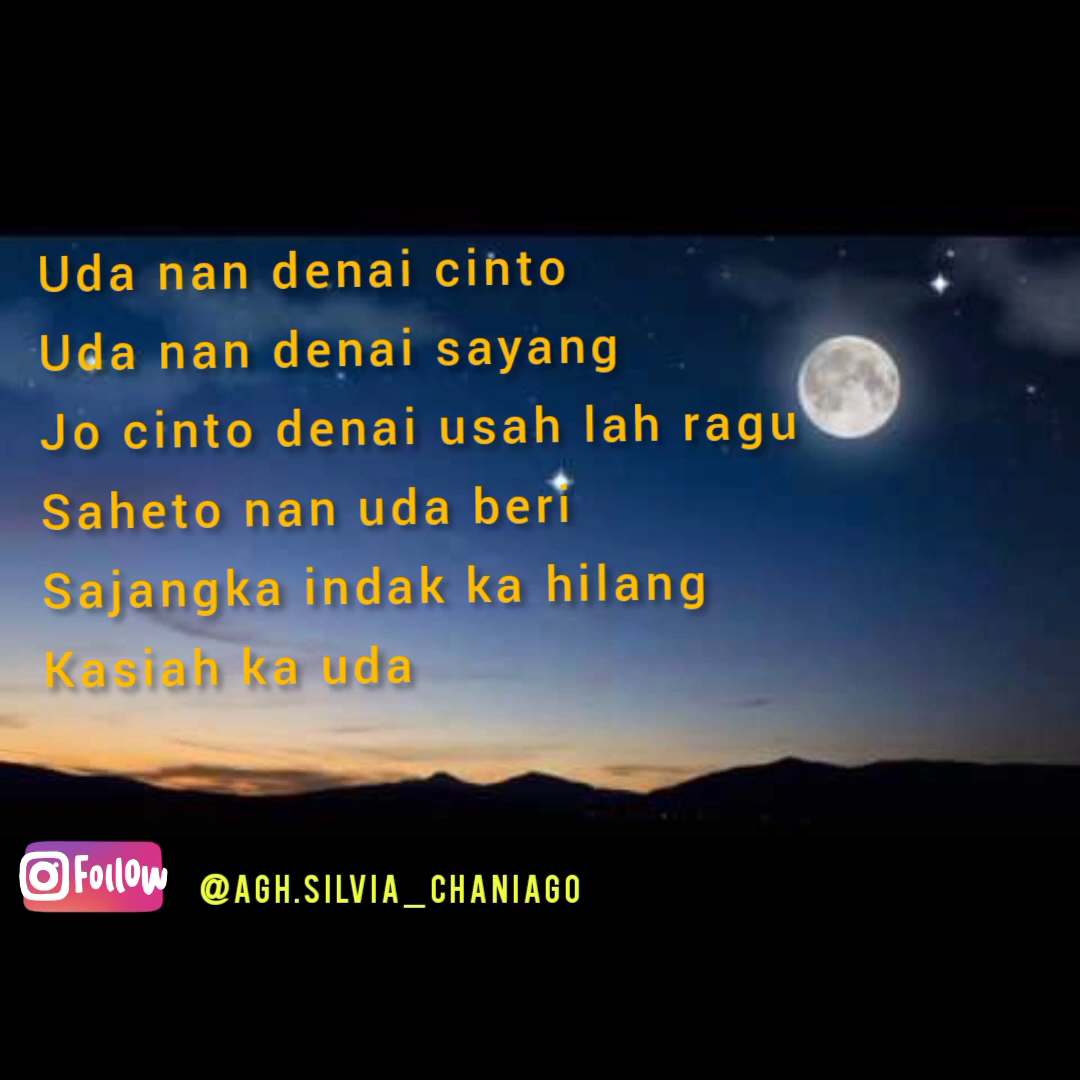 Uda nan denai cinto
Uda nan denai sayang
Jo cinto denai usah lah ragu
Saheto nan uda beri
Sajangka indak ka hilang
Kasiah ka uda
Follow
@AGH.SILVIA_CHANIAGO